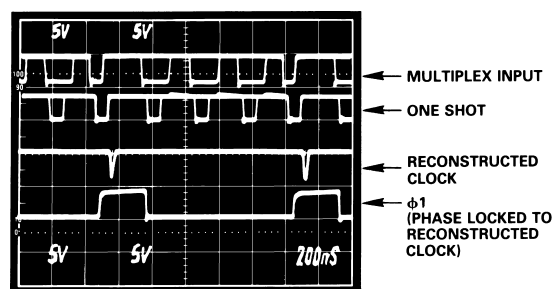 5V 5V
100
90
MULTIPLEX INPUT
ONE SHOT
RECONSTRUCTED
CLOCK
φ1
(PHASE LOCKED TO
RECONSTRUCTED
CLOCK)
5V 5V 200nS